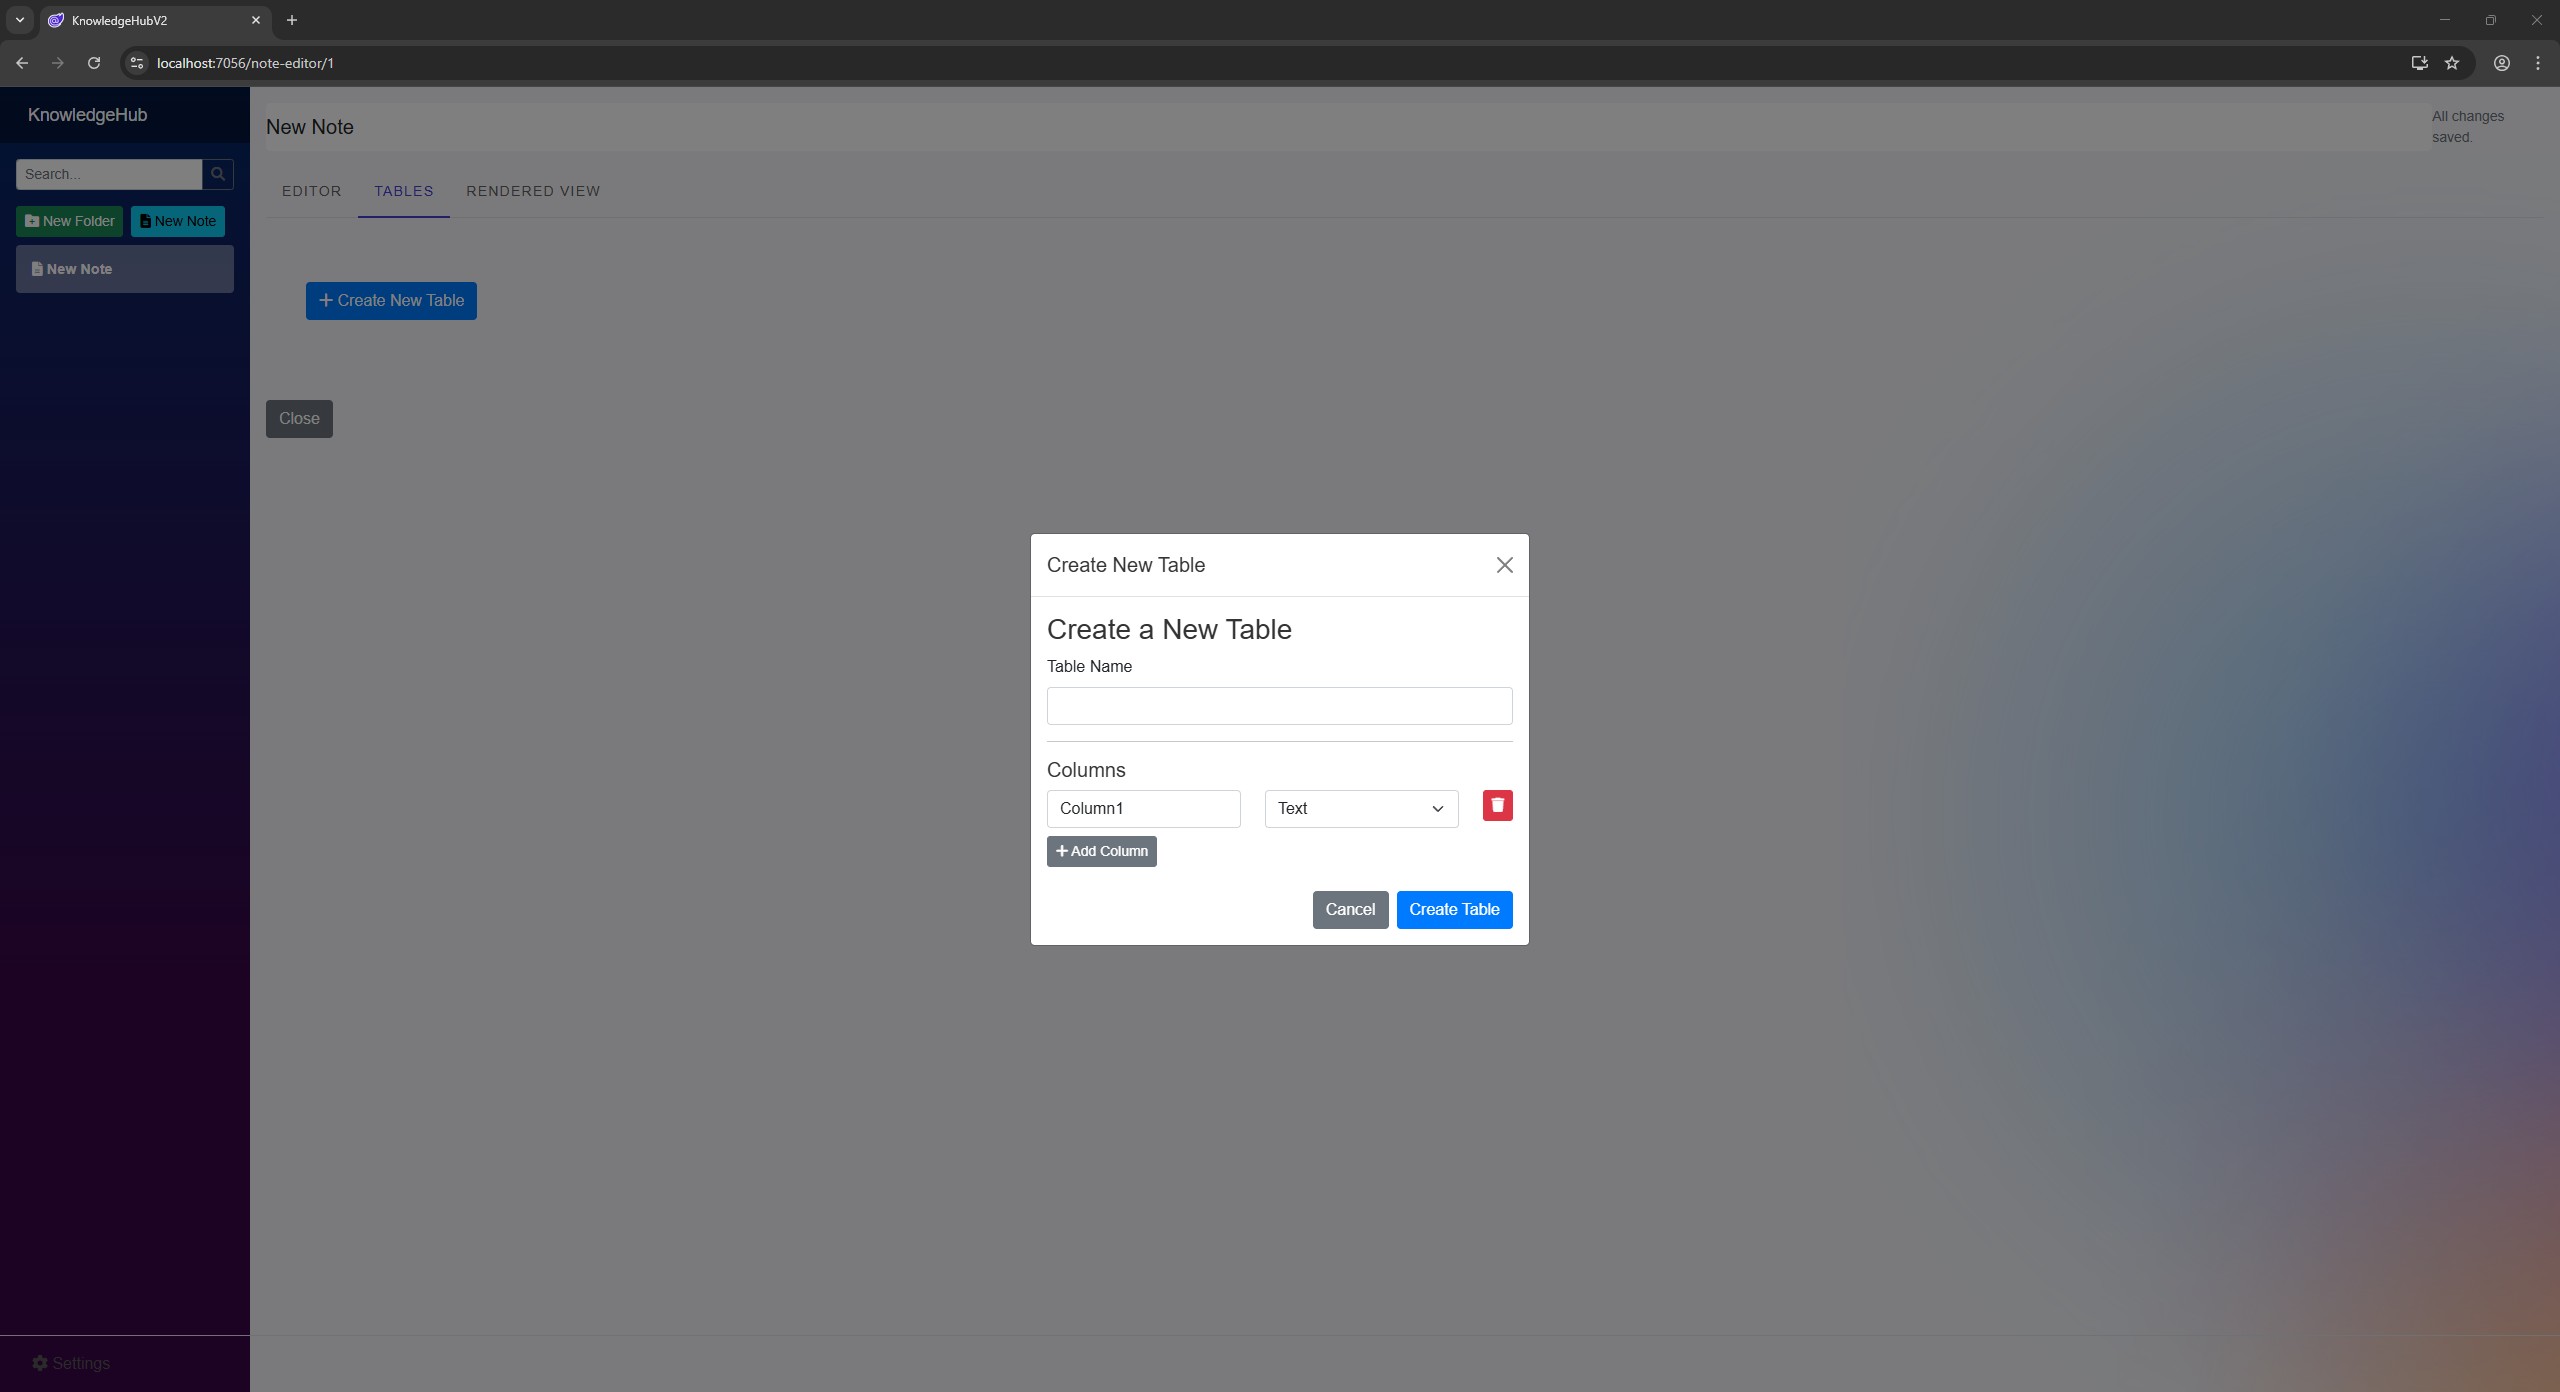 KnowledgeHubV2
localhost:7056/note-editor/1
KnowledgeHub
Search...
New Folder
New Note
New Note
Settings
New Note
All changes
saved.
EDITOR
TABLES
RENDERED VIEW
Create New Table
Close
Create New Table
Create a New Table
Table Name
Columns
Column1
Text
Add Column
Cancel
Create Table